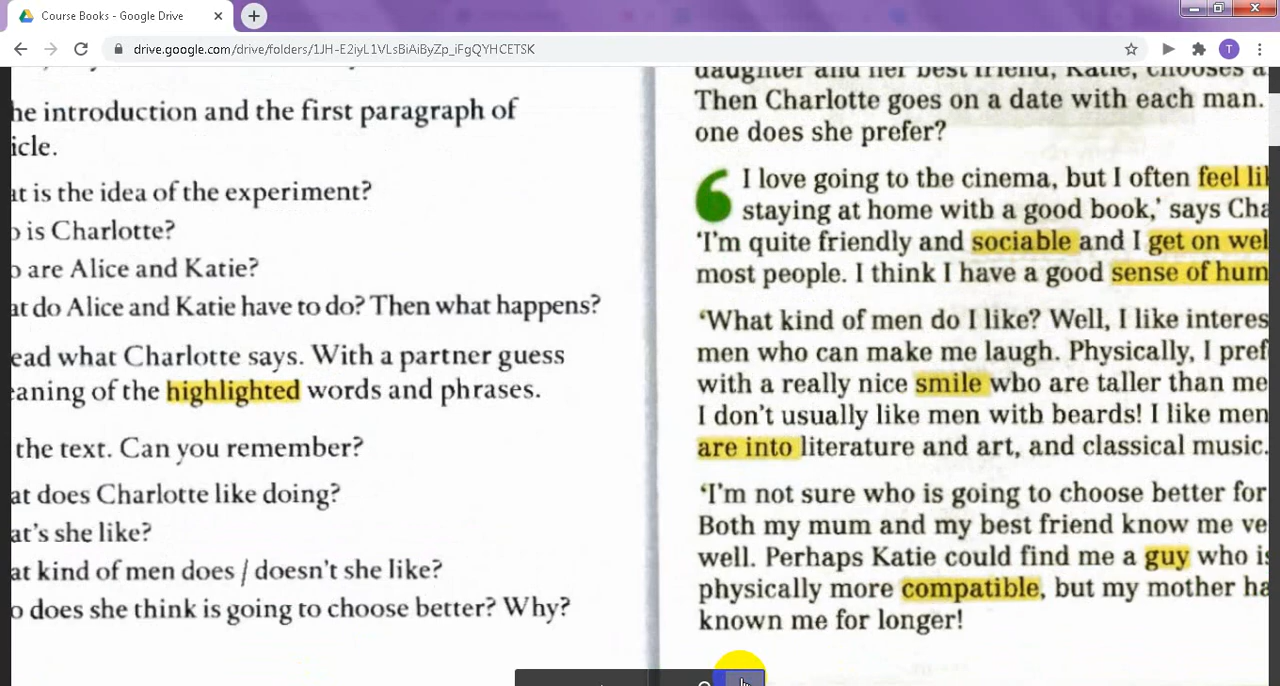 Course Books - Google Drive
drive.google.com/drive/folders/1JH-E2iyL1VLsBiAiByZp_iFgQYHCETSK
T
he introduction and the first paragraph of
icle.
at is the idea of the experiment?
o is Charlotte?
o are Alice and Katie?
at do Alice and Katie have to do? Then what happens?
ead what Charlotte says. With a partner guess
eaning of the highlighted words and phrases.
the text. Can you remember?
at does Charlotte like doing?
at's she like?
at kind of men does / doesn't she like?
o does she think is going to choose better? Why?
daughter and her best friend, Katie, chooses a
Then Charlotte goes on a date with each man.
one does she prefer?
I love going to the cinema, but I often feel lik
staying at home with a good book,' says Cha
'I'm quite friendly and sociable and I get on wel
most people. I think I have a good sense of hum
'What kind of men do I like? Well, I like interes
men who can make me laugh. Physically, I pref
with a really nice smile who are taller than me
I don't usually like men with beards! I like men
are into literature and art, and classical music.
'I'm not sure who is going to choose better for
Both my mum and my best friend know me ve
well. Perhaps Katie could find me a guy who is
physically more compatible, but my mother ha
known me for longer!